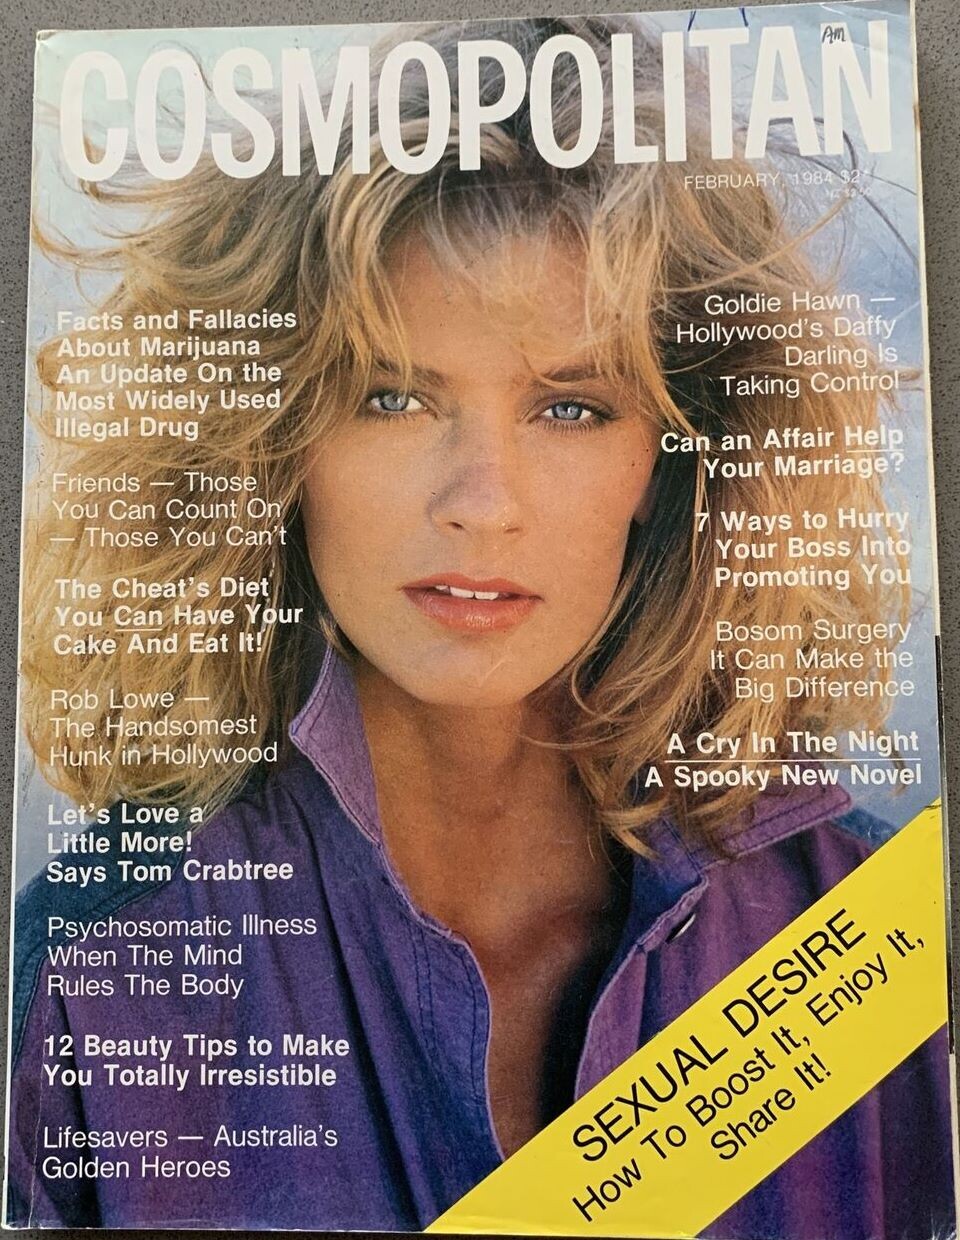 AM
COSMOPOLITAN
FEBRUARY, 1984 $2
Facts and Fallacies
About Marijuana
An Update On the
Most Widely Used
Illegal Drug
Friends — Those
You Can Count On
— Those You Can't
The Cheat's Diet
You Can Have Your
Cake And Eat It!
Rob Lowe —
The Handsomest
Hunk in Hollywood
Let's Love a
Little More!
Says Tom Crabtree
Psychosomatic Illness
When The Mind
Rules The Body
12 Beauty Tips to Make
You Totally Irresistible
Lifesavers — Australia's
Golden Heroes
Goldie Hawn —
Hollywood's Daffy
Darling Is
Taking Control
Can an Affair Help
Your Marriage?
7 Ways to Hurry
Your Boss Into
Promoting You
Bosom Surgery
It Can Make the
Big Difference
A Cry In The Night
A Spooky New Novel
SEXUAL DESIRE
How To Boost It, Enjoy It,
Share It!